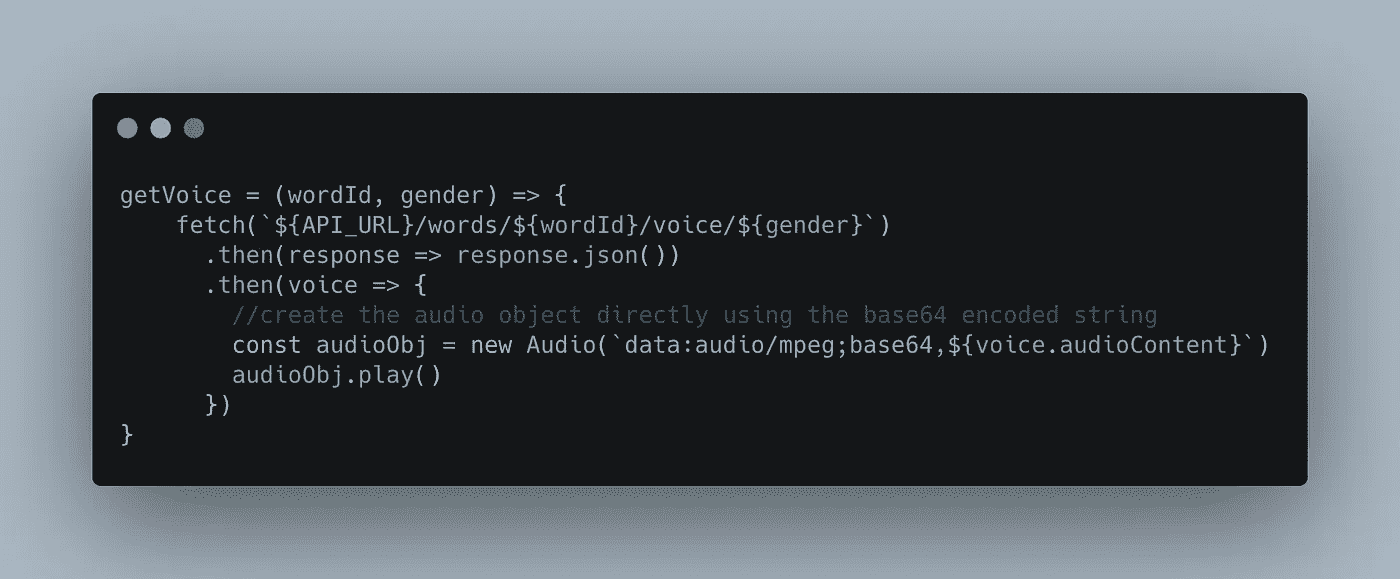 getVoice = (wordId, gender) => {
    fetch(`${API_URL}/words/${wordId}/voice/${gender}`)
      .then(response => response.json())
      .then(voice => {
        //create the audio object directly using the base64 encoded string
        const audioObj = new Audio(`data:audio/mpeg;base64,${voice.audioContent}`)
        audioObj.play()
      })
}